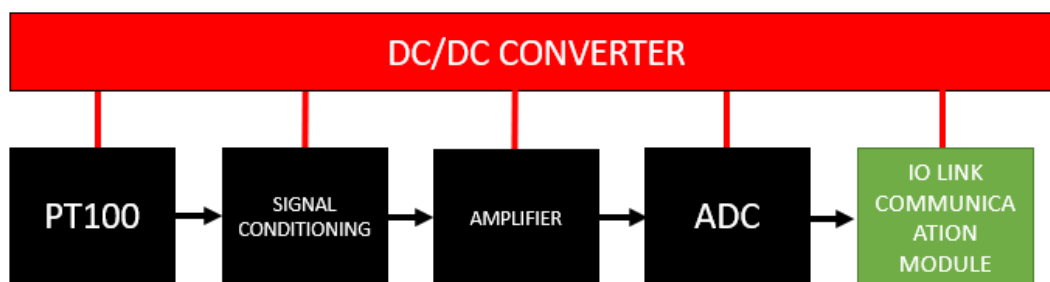 DC/DC CONVERTER
PT100
SIGNAL
CONDITIONING
AMPLIFIER
ADC
IO LINK
COMMUNICA
ATION
MODULE